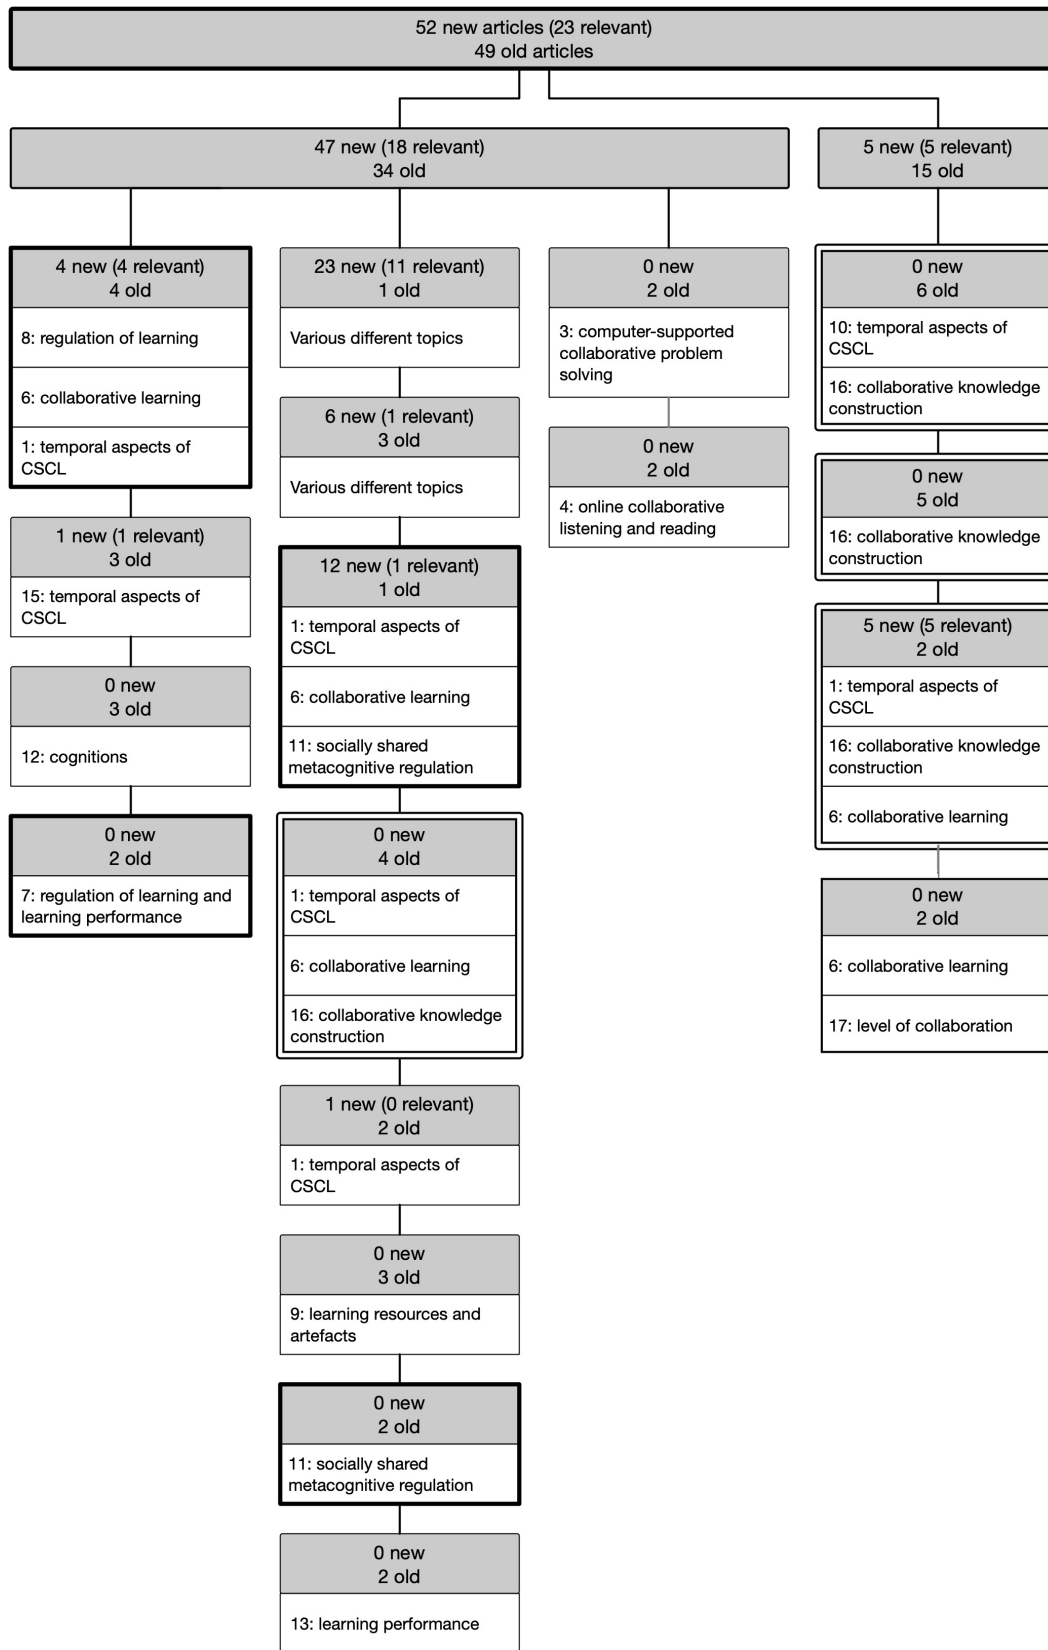 52 new articles (23 relevant)
49 old articles
47 new (18 relevant)
34 old
5 new (5 relevant)
15 old
4 new (4 relevant)
4 old
8: regulation of learning
6: collaborative learning
1: temporal aspects of
CSCL
1 new (1 relevant)
3 old
15: temporal aspects of
CSCL
0 new
3 old
12: cognitions
0 new
2 old
7: regulation of learning and
learning performance
23 new (11 relevant)
1 old
Various different topics
6 new (1 relevant)
3 old
Various different topics
12 new (1 relevant)
1 old
1: temporal aspects of
CSCL
6: collaborative learning
11: socially shared
metacognitive regulation
0 new
4 old
1: temporal aspects of
CSCL
6: collaborative learning
16: collaborative knowledge
construction
1 new (0 relevant)
2 old
1: temporal aspects of
CSCL
0 new
3 old
9: learning resources and
artefacts
0 new
2 old
11: socially shared
metacognitive regulation
0 new
2 old
13: learning performance
0 new
2 old
3: computer-supported
collaborative problem
solving
0 new
2 old
4: online collaborative
listening and reading
0 new
6 old
10: temporal aspects of
CSCL
16: collaborative knowledge
construction
0 new
5 old
16: collaborative knowledge
construction
5 new (5 relevant)
2 old
1: temporal aspects of
CSCL
16: collaborative knowledge
construction
6: collaborative learning
0 new
2 old
6: collaborative learning
17: level of collaboration